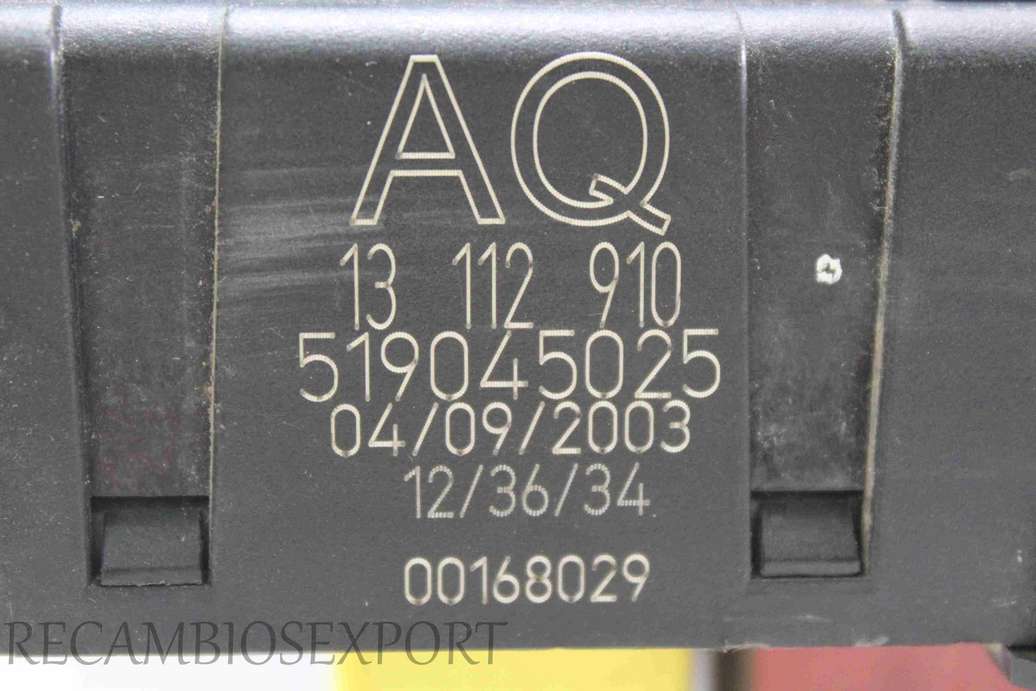 AQ
13 112 910
519045025
04/09/2003
12/36/34
00168029
RECAMBIOSEXPORT